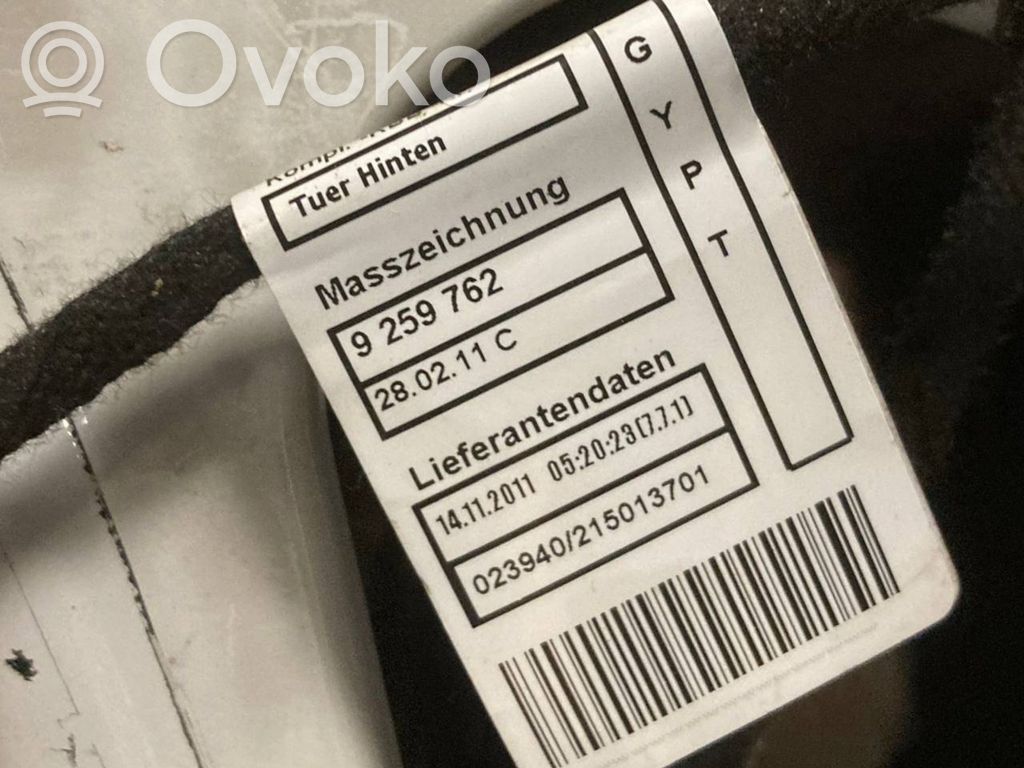 Ovoko
Tuer Hinten
Masszeichnung
9 259 762
28.02.11 C
Lieferantendaten
14.11.2011 05:20:23[7.7.1]
023940/215013701
G
Y
P
T